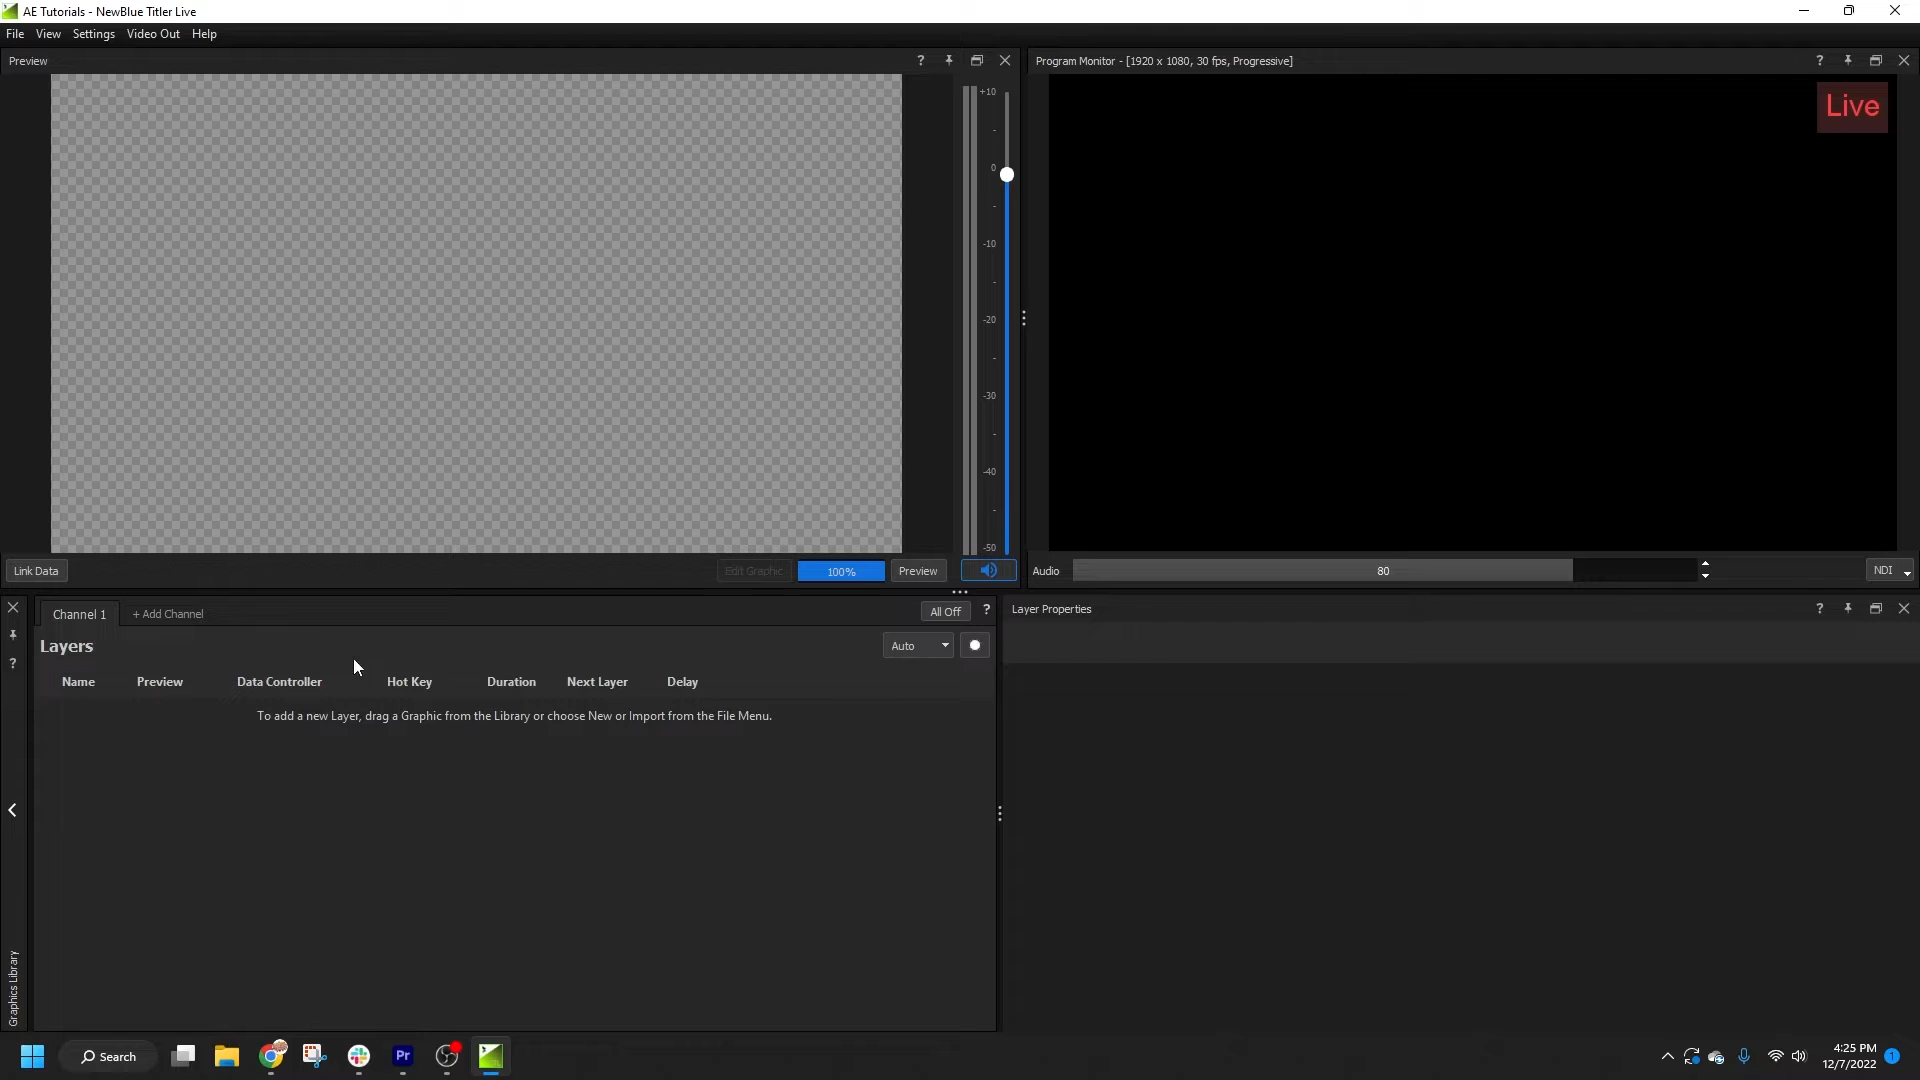 AE Tutorials - NewBlue Titler Live
File View Settings Video Out Help
Preview ?
Program Monitor - [1920 x 1080, 30 fps, Progressive] ?
Live
+10
-
0
-
-10
-
-20
-
-30
-
-40
-
-50
Link Data Edit Graphic 100% Preview
Audio 80 NDI
Channel 1 + Add Channel All Off ?
Layer Properties ?
Layers Auto
?
Name Preview Data Controller Hot Key Duration Next Layer Delay
To add a new Layer, drag a Graphic from the Library or choose New or Import from the File Menu.
Graphics Library
Search
Pr
4:25 PM
12/7/2022
1